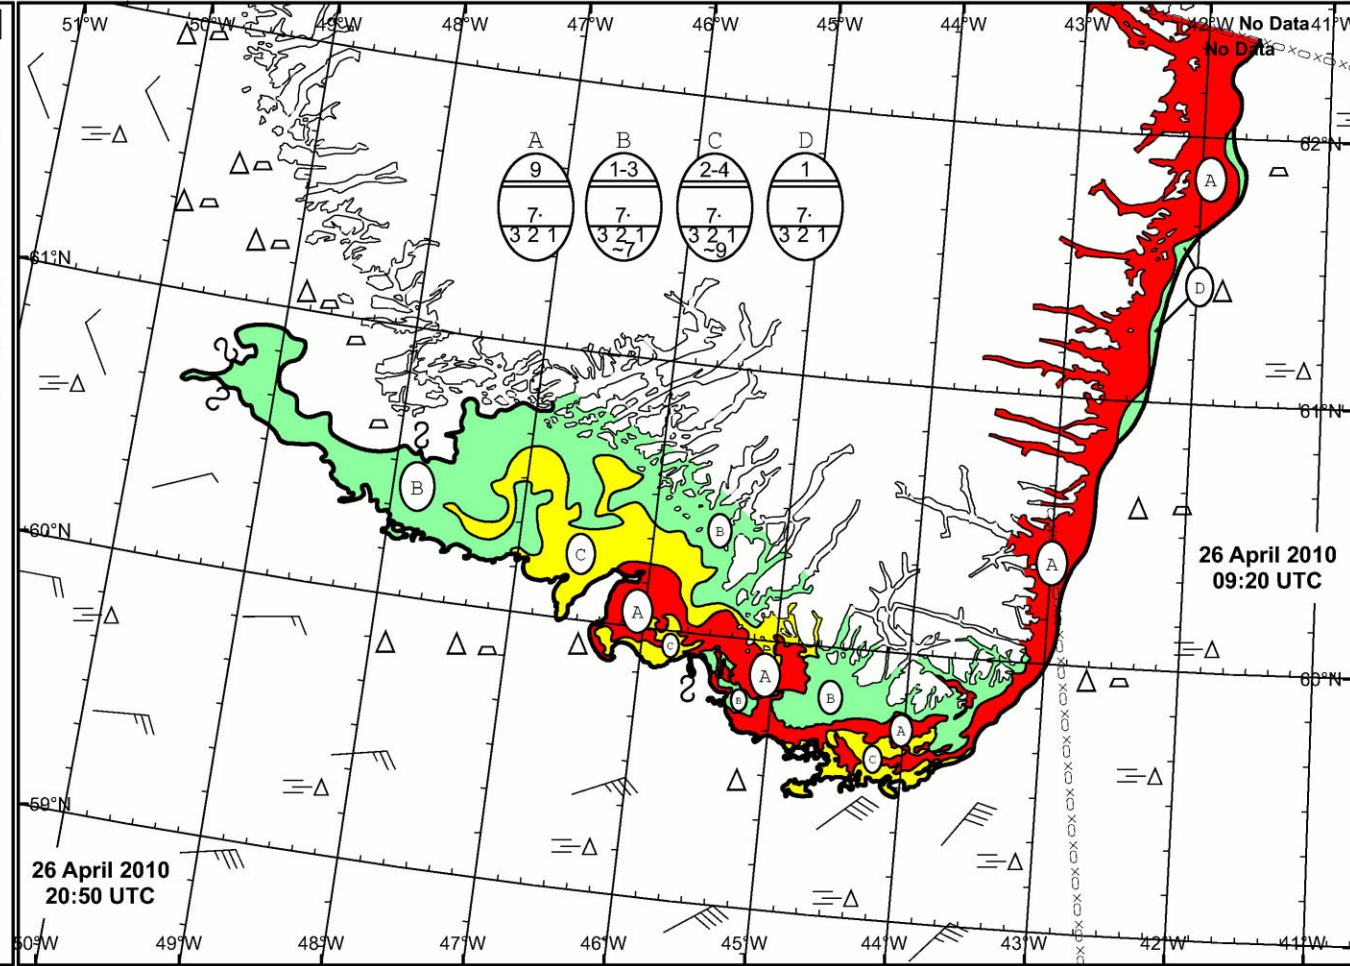 51°W 50°W 49°W 48°W 47°W 46°W 45°W 44°W 43°W 42°W No Data 41°W
No Data
A B C D
9 1-3 2-4 1
7· 7· 7· 7·
3 2 1 3 2 1 3 2 1 3 2 1
~7 ~9
62°N
A
61°N
D
61°N
B
B
60°N
C
A
26 April 2010
09:20 UTC
A
C
A
60°N
B
B
A
C
59°N
26 April 2010
20:50 UTC
50°W 49°W 48°W 47°W 46°W 45°W 44°W 43°W 42°W 41°W